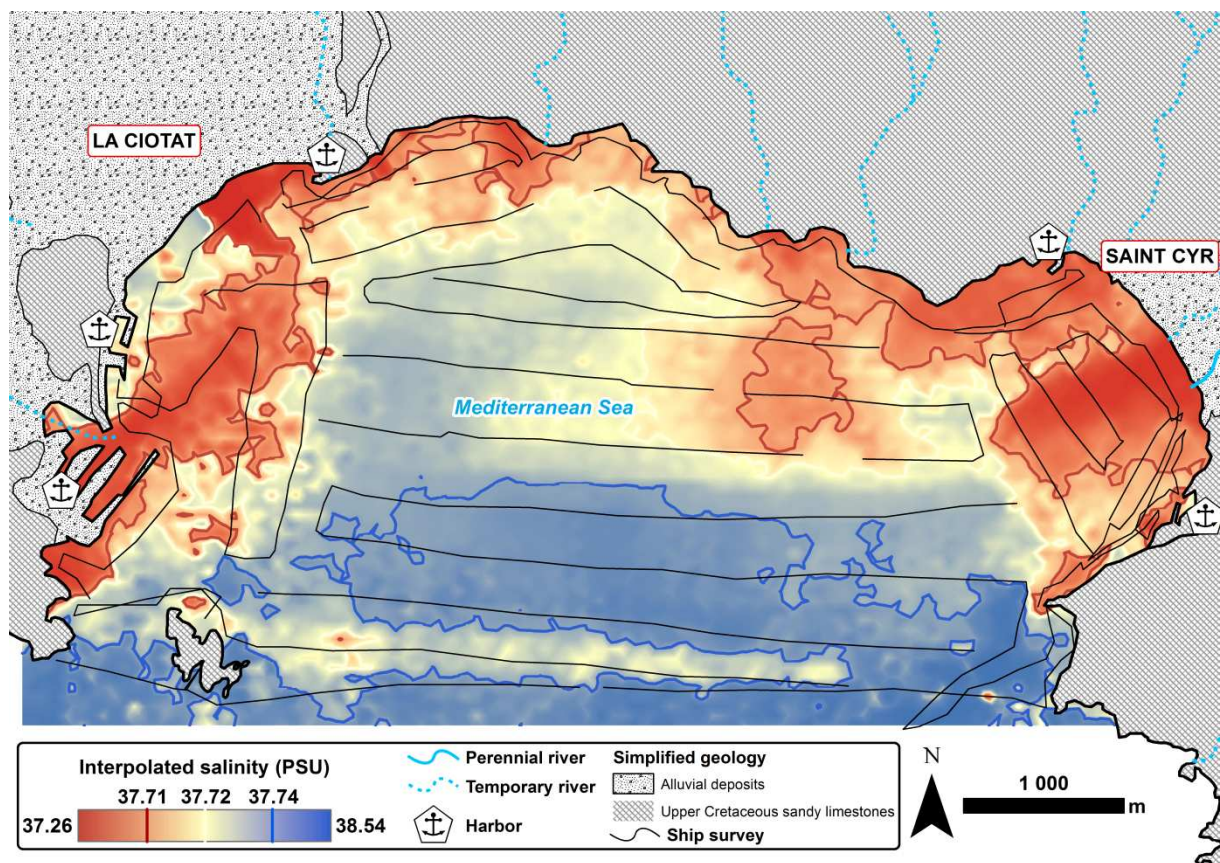 LA CIOTAT
SAINT CYR
Mediterranean Sea
Interpolated salinity (PSU)
37.71 37.72 37.74
37.26 38.54
Perennial river
Temporary river
Harbor
Simplified geology
Alluvial deposits
Upper Cretaceous sandy limestones
Ship survey
N
1 000
m